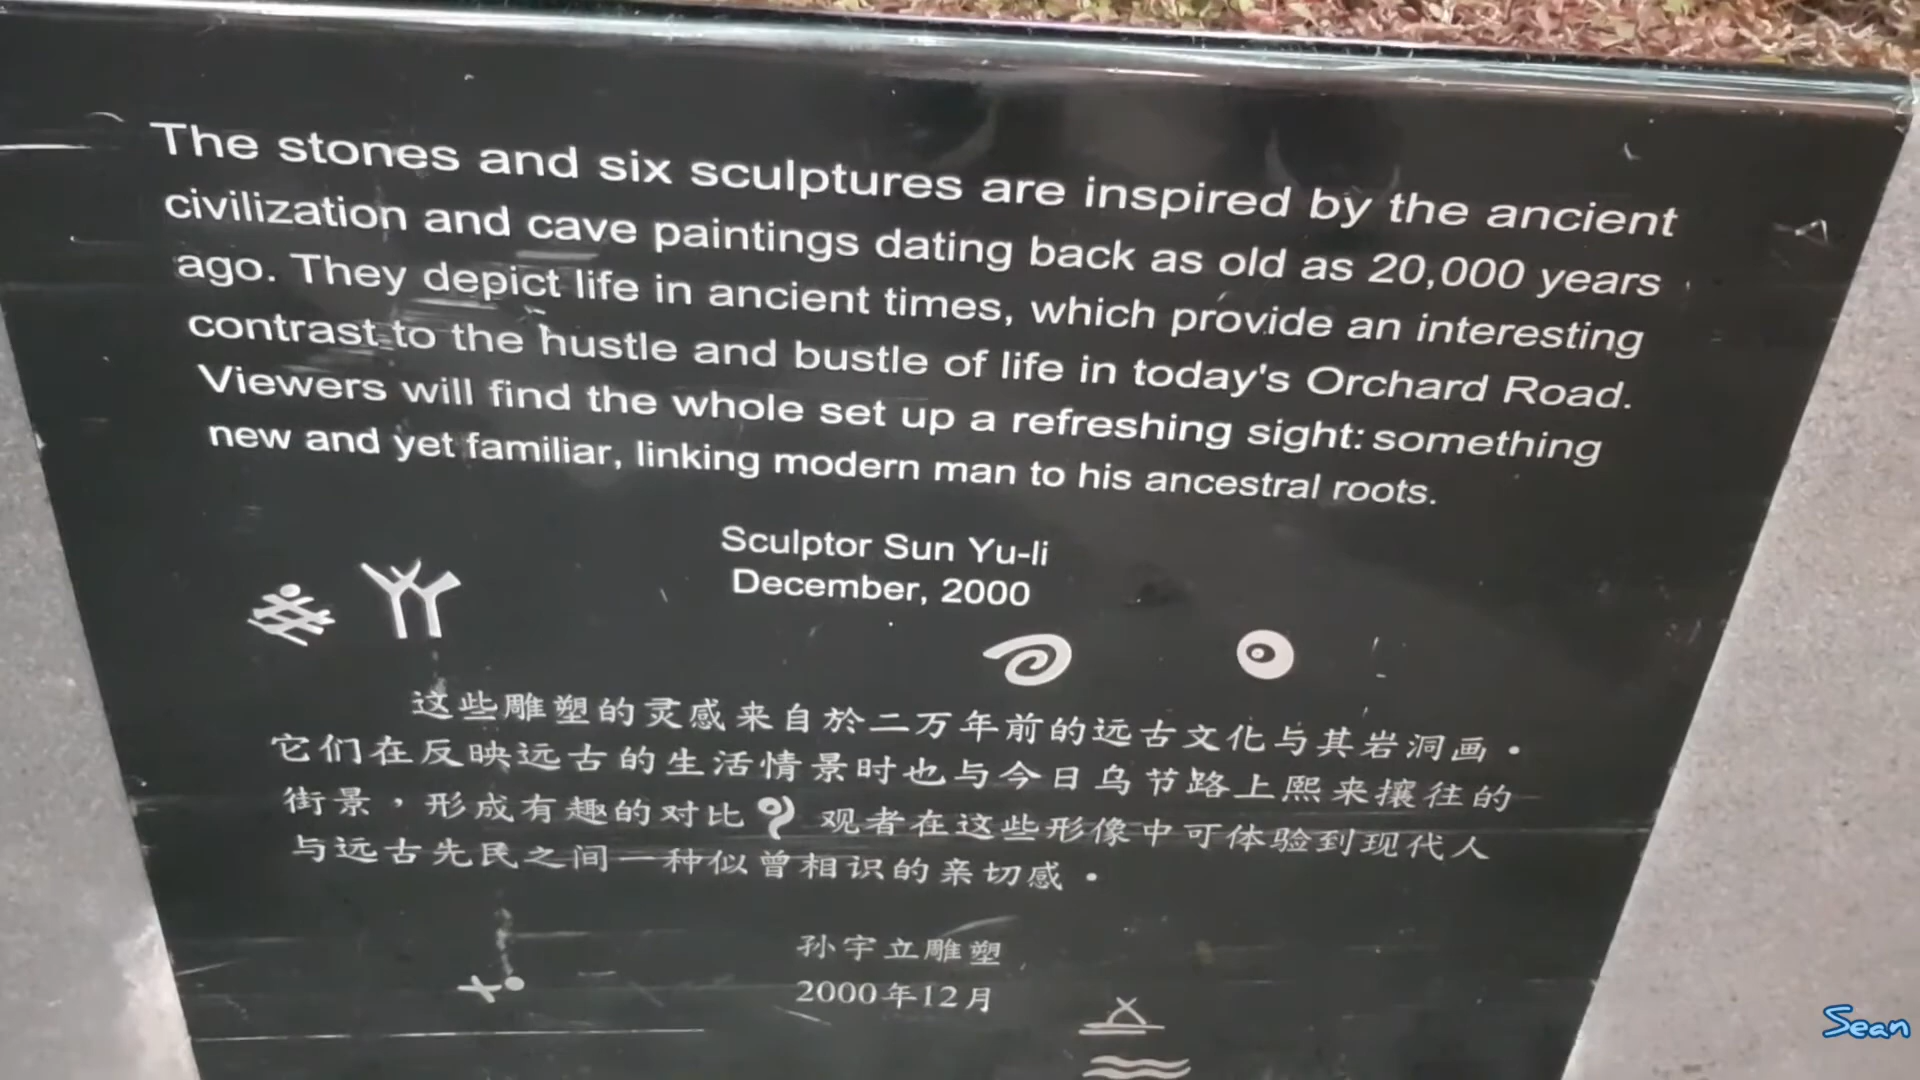 The stones and six sculptures are inspired by the ancient
civilization and cave paintings dating back as old as 20,000 years
ago. They depict life in ancient times, which provide an interesting
contrast to the hustle and bustle of life in today's Orchard Road.
Viewers will find the whole set up a refreshing sight: something
new and yet familiar, linking modern man to his ancestral roots.
Sculptor Sun Yu-li
December, 2000
这些雕塑的灵感来自於二万年前的远古文化与其岩洞画·
它们在反映远古的生活情景时也与今日乌节路上熙来攘往的
街景，形成有趣的对比 观者在这些形像中可体验到现代人
与远古先民之间一种似曾相识的亲切感·
孙宇立雕塑
2000年12月
Sean